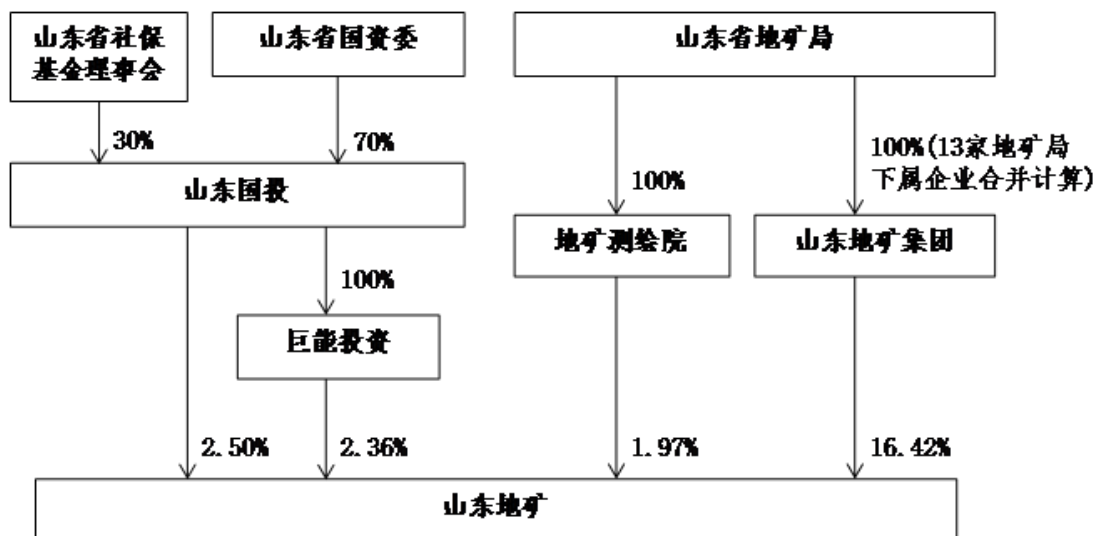 山东省社保
基金理事会
山东省国资委
山东省地矿局
30%
70%
100%
100%(13家地矿局
下属企业合并计算)
山东国投
地矿测绘院
山东地矿集团
100%
巨能投资
2.50%
2.36%
1.97%
16.42%
山东地矿